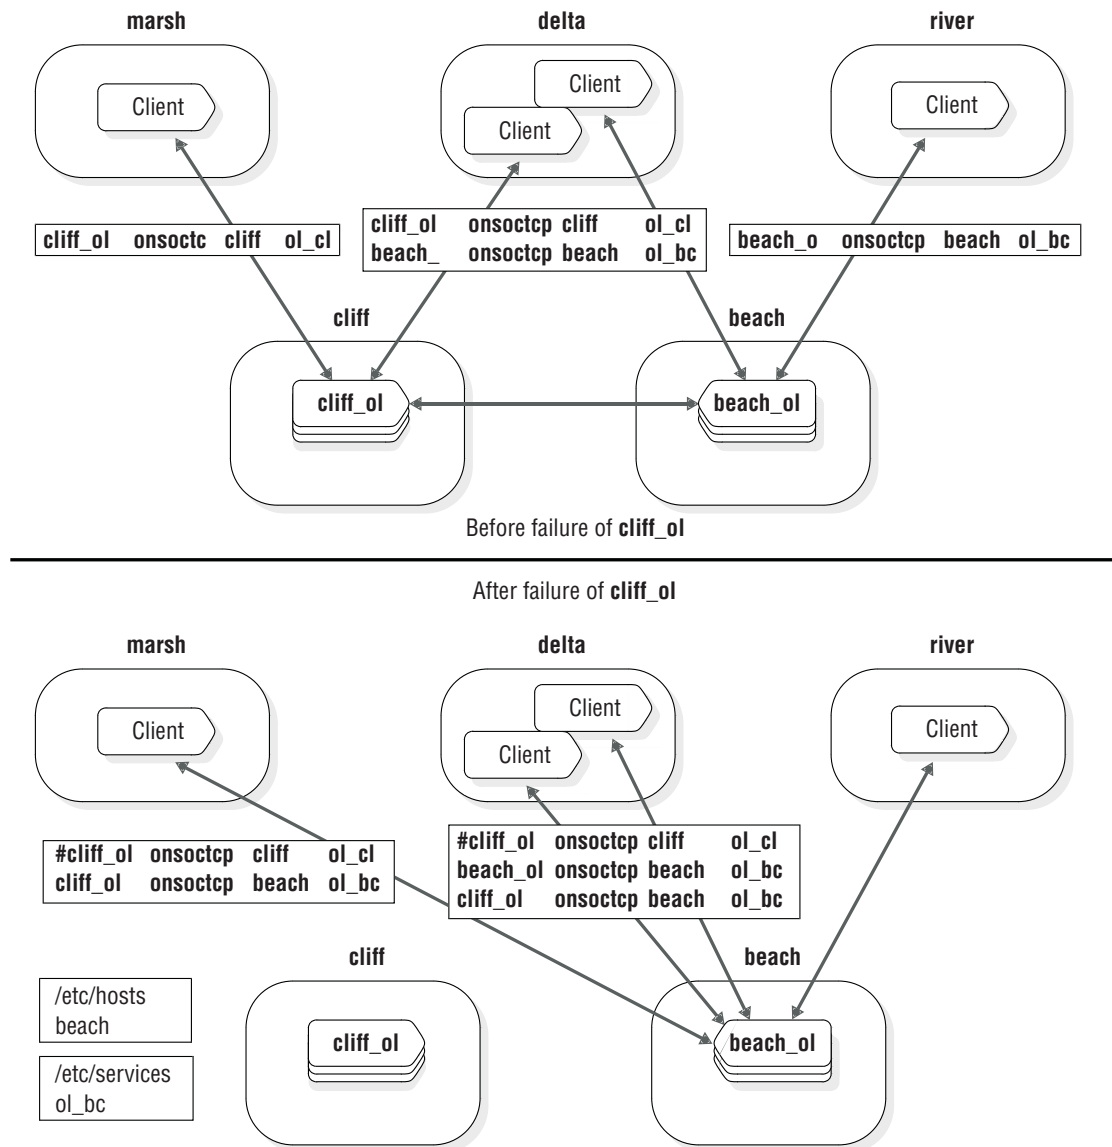 marsh delta river
Client
Client
Client
Client
cliff_ol onsoctc cliff ol_cl
cliff_ol onsoctcp cliff ol_cl
beach_ onsoctcp beach ol_bc
beach_o onsoctcp beach ol_bc
cliff beach
cliff_ol beach_ol
Before failure of cliff_ol
After failure of cliff_ol
marsh delta river
Client
Client
Client
Client
#cliff_ol onsoctcp cliff ol_cl
cliff_ol onsoctcp beach ol_bc
#cliff_ol onsoctcp cliff ol_cl
beach_ol onsoctcp beach ol_bc
cliff_ol onsoctcp beach ol_bc
cliff beach
/etc/hosts
beach
cliff_ol beach_ol
/etc/services
ol_bc